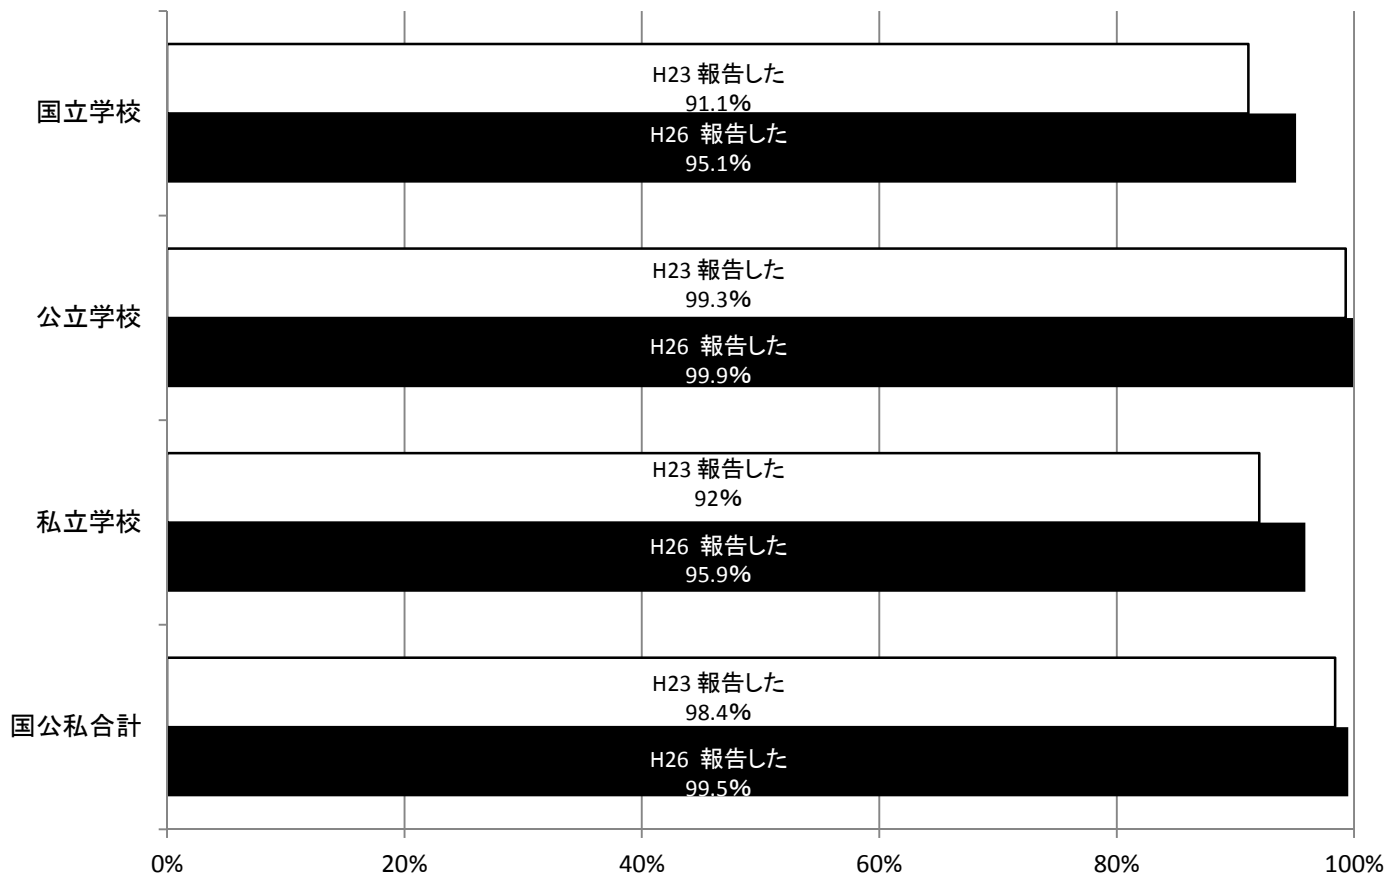 国立学校
H23 報告した
91.1%
H26 報告した
95.1%
公立学校
H23 報告した
99.3%
H26 報告した
99.9%
私立学校
H23 報告した
92%
H26 報告した
95.9%
国公私合計
H23 報告した
98.4%
H26 報告した
99.5%
0% 20% 40% 60% 80% 100%